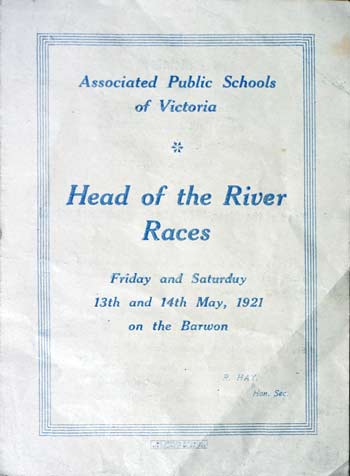 Associated Public Schools
of Victoria
Head of the River
Races
Friday and Saturday
13th and 14th May, 1921
on the Barwon
R. HAY.
Hon. Sec.